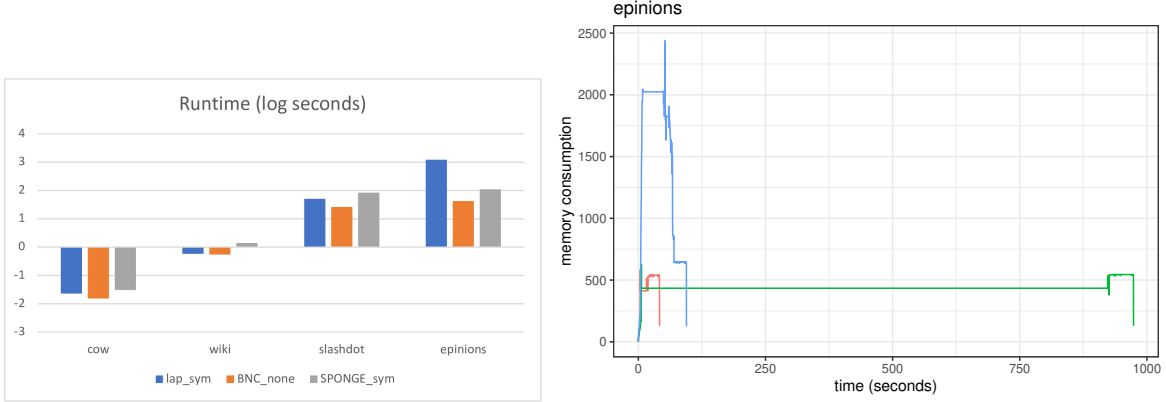 Runtime (log seconds)
4
3
2
1
0
-1
-2
-3
cow wiki slashdot epinions
lap_sym BNC_none SPONGE_sym
epinions
memory consumption
2500
2000
1500
1000
500
0
0 250 500 750 1000
time (seconds)